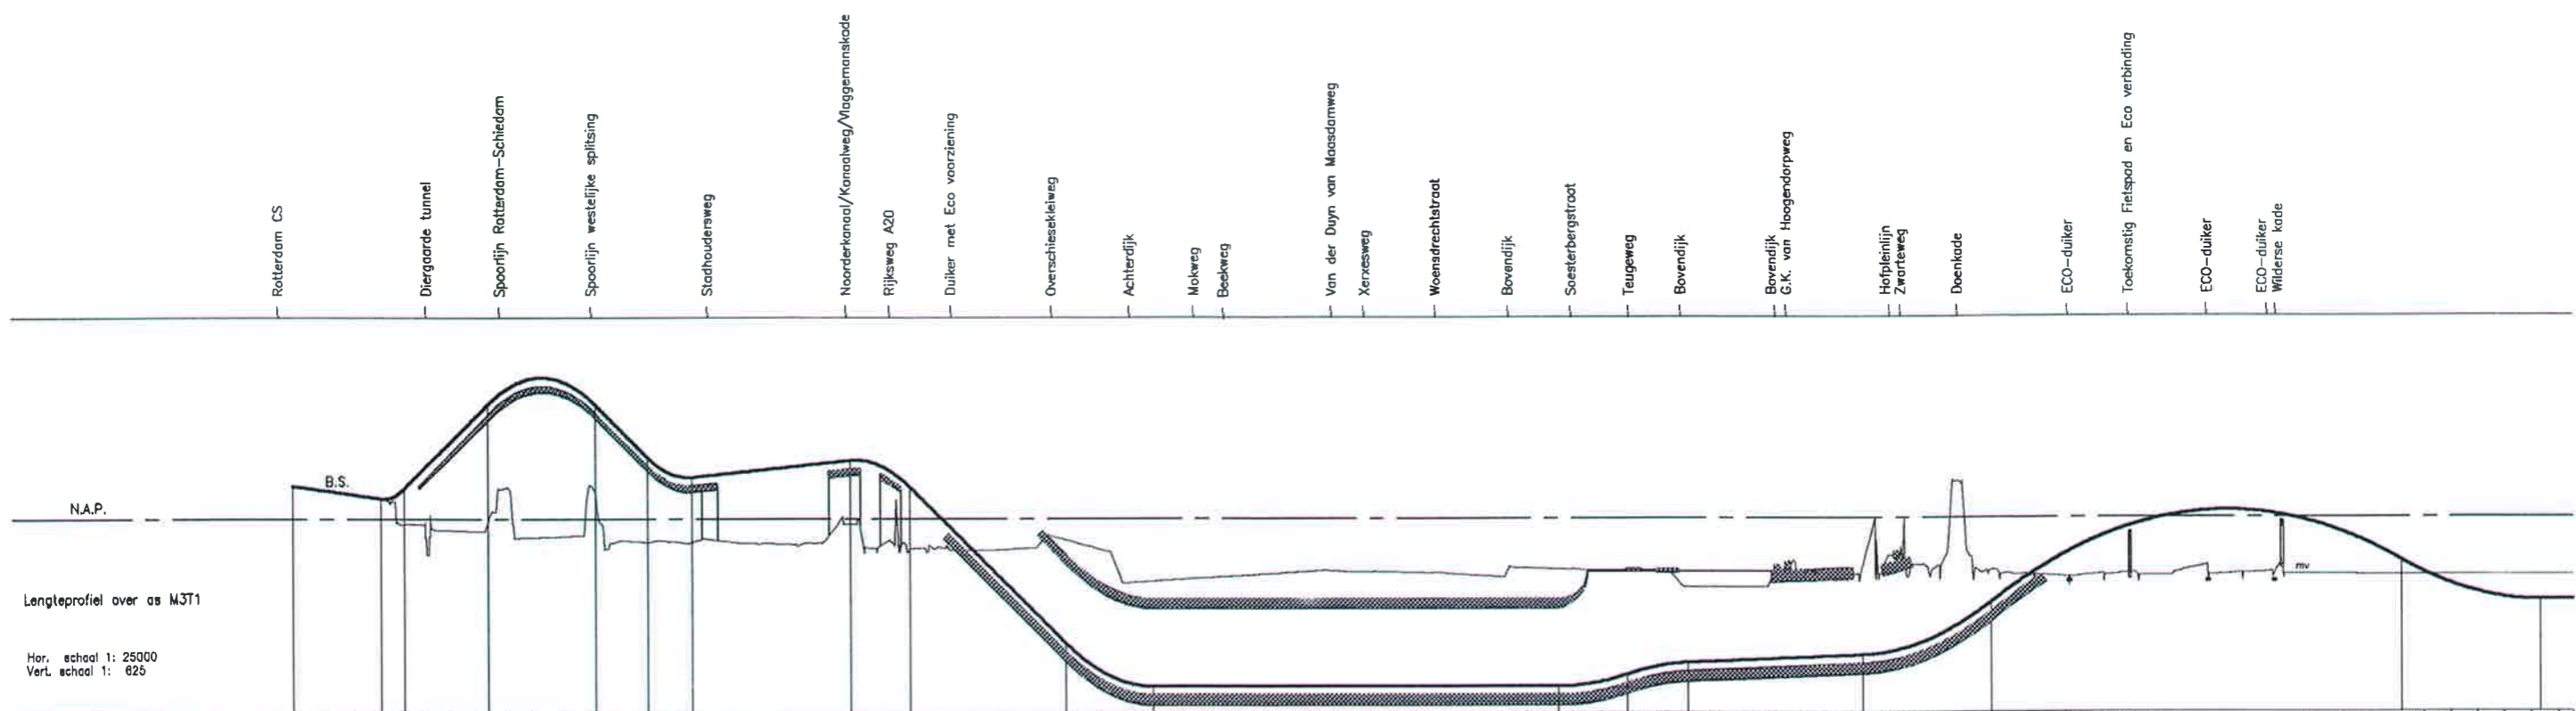 Rotterdam CS
Diergaarde tunnel
Spoorlijn Rotterdam-Schiedam
Spoorlijn westelijke splitsing
Stadhoudersweg
Noorderkanaal/Kanaalweg/Vlaggemanskade
Rijksweg A20
Duiker met Eco voorziening
Overschiesekleiweg
Achterdijk
Mokweg
Beekweg
Van der Duyn van Maasdamweg
Xerxesweg
Woensdrechtstraat
Bovendijk
Soesterbergstraat
Teugeweg
Bovendijk
Bovendijk
G.K. van Hoogendorpweg
Hofpleinlijn
Zwarteweg
Doenkade
ECO-duiker
Toekomstig Fietspad en Eco verbinding
ECO-duiker
ECO-duiker
Wilderse kade
B.S.
N.A.P.
mv
Lengteprofiel over as M3T1
Hor. schaal 1: 25000
Vert. schaal 1: 625